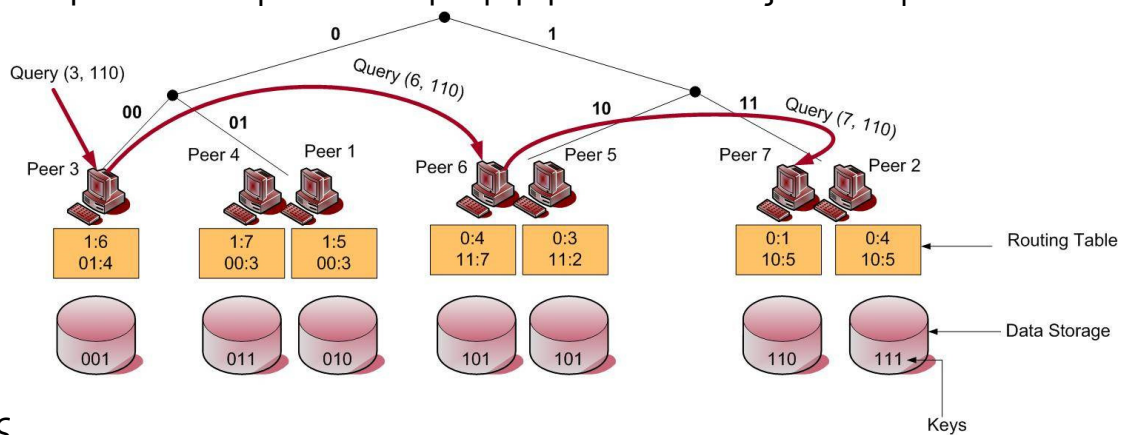 0
1
Query (3, 110)
Query (6, 110)
00
01
10
11
Query (7, 110)
Peer 3
Peer 4
Peer 1
Peer 6
Peer 5
Peer 7
Peer 2
1:6
01:4
1:7
00:3
1:5
00:3
0:4
11:7
0:3
11:2
0:1
10:5
0:4
10:5
Routing Table
001
011
010
101
101
110
111
Data Storage
Keys